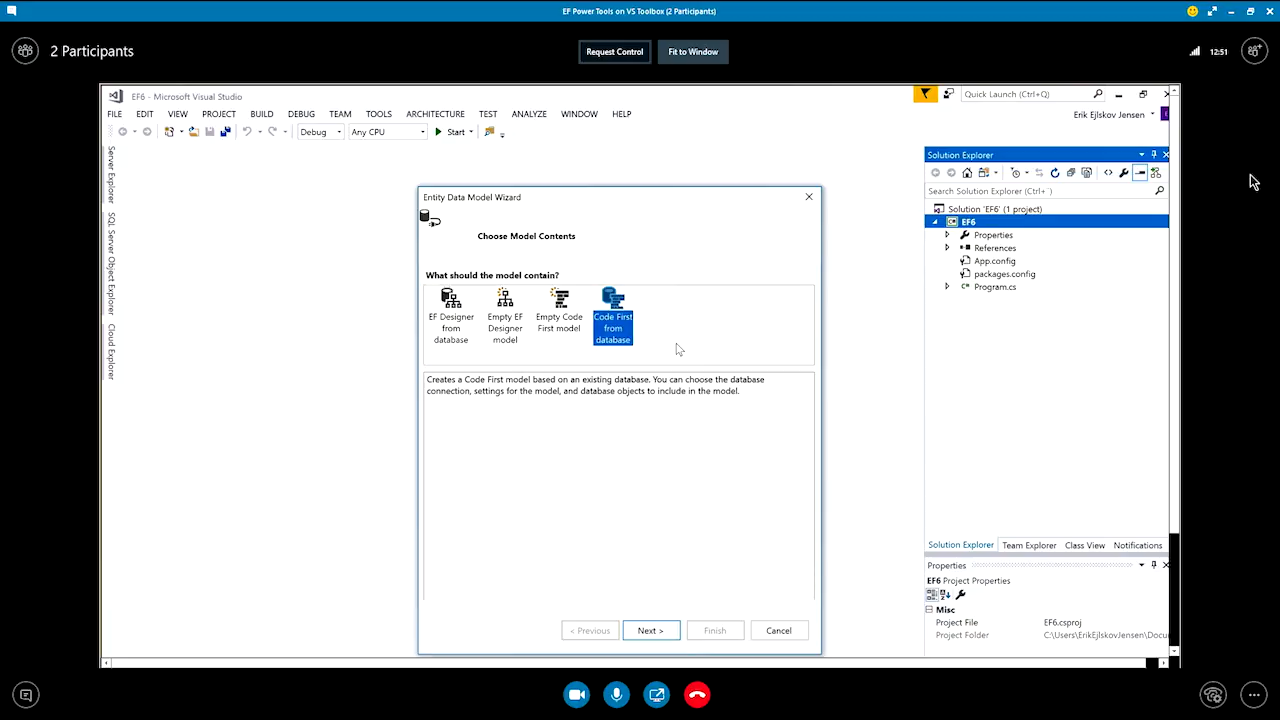 EF Power Tools on VS Toolbox (2 Participants)
2 Participants
Request Control
Fit to Window
12:51
EF6 - Microsoft Visual Studio
Quick Launch (Ctrl+Q)
FILE EDIT VIEW PROJECT BUILD DEBUG TEAM TOOLS ARCHITECTURE TEST ANALYZE WINDOW HELP
Erik Ejlskov Jensen
Debug Any CPU Start
Server Explorer
SQL Server Object Explorer
Cloud Explorer
Entity Data Model Wizard
Choose Model Contents
What should the model contain?
EF Designer
from
database
Empty EF
Designer
model
Empty Code
First model
Code First
from
database
Creates a Code First model based on an existing database. You can choose the database
connection, settings for the model, and database objects to include in the model.
< Previous
Next >
Finish
Cancel
Solution Explorer
Search Solution Explorer (Ctrl+¨)
Solution 'EF6' (1 project)
EF6
Properties
References
App.config
packages.config
Program.cs
Solution Explorer Team Explorer Class View Notifications
Properties
EF6 Project Properties
Misc
Project File EF6.csproj
Project Folder C:\Users\ErikEjlskovJensen\Docu